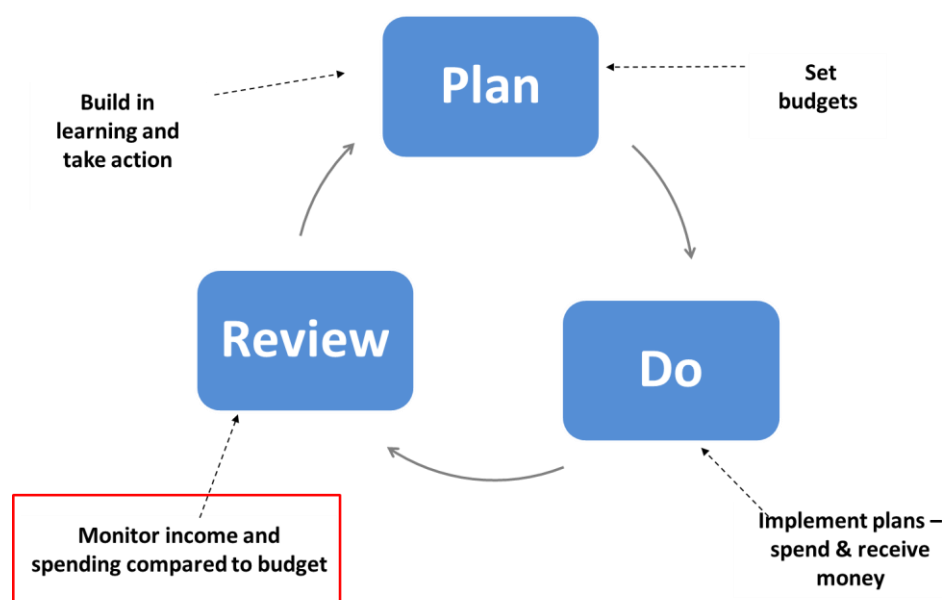 Plan
Set
budgets
Build in
learning and
take action
Review
Do
Monitor income and
spending compared to budget
Implement plans –
spend & receive
money